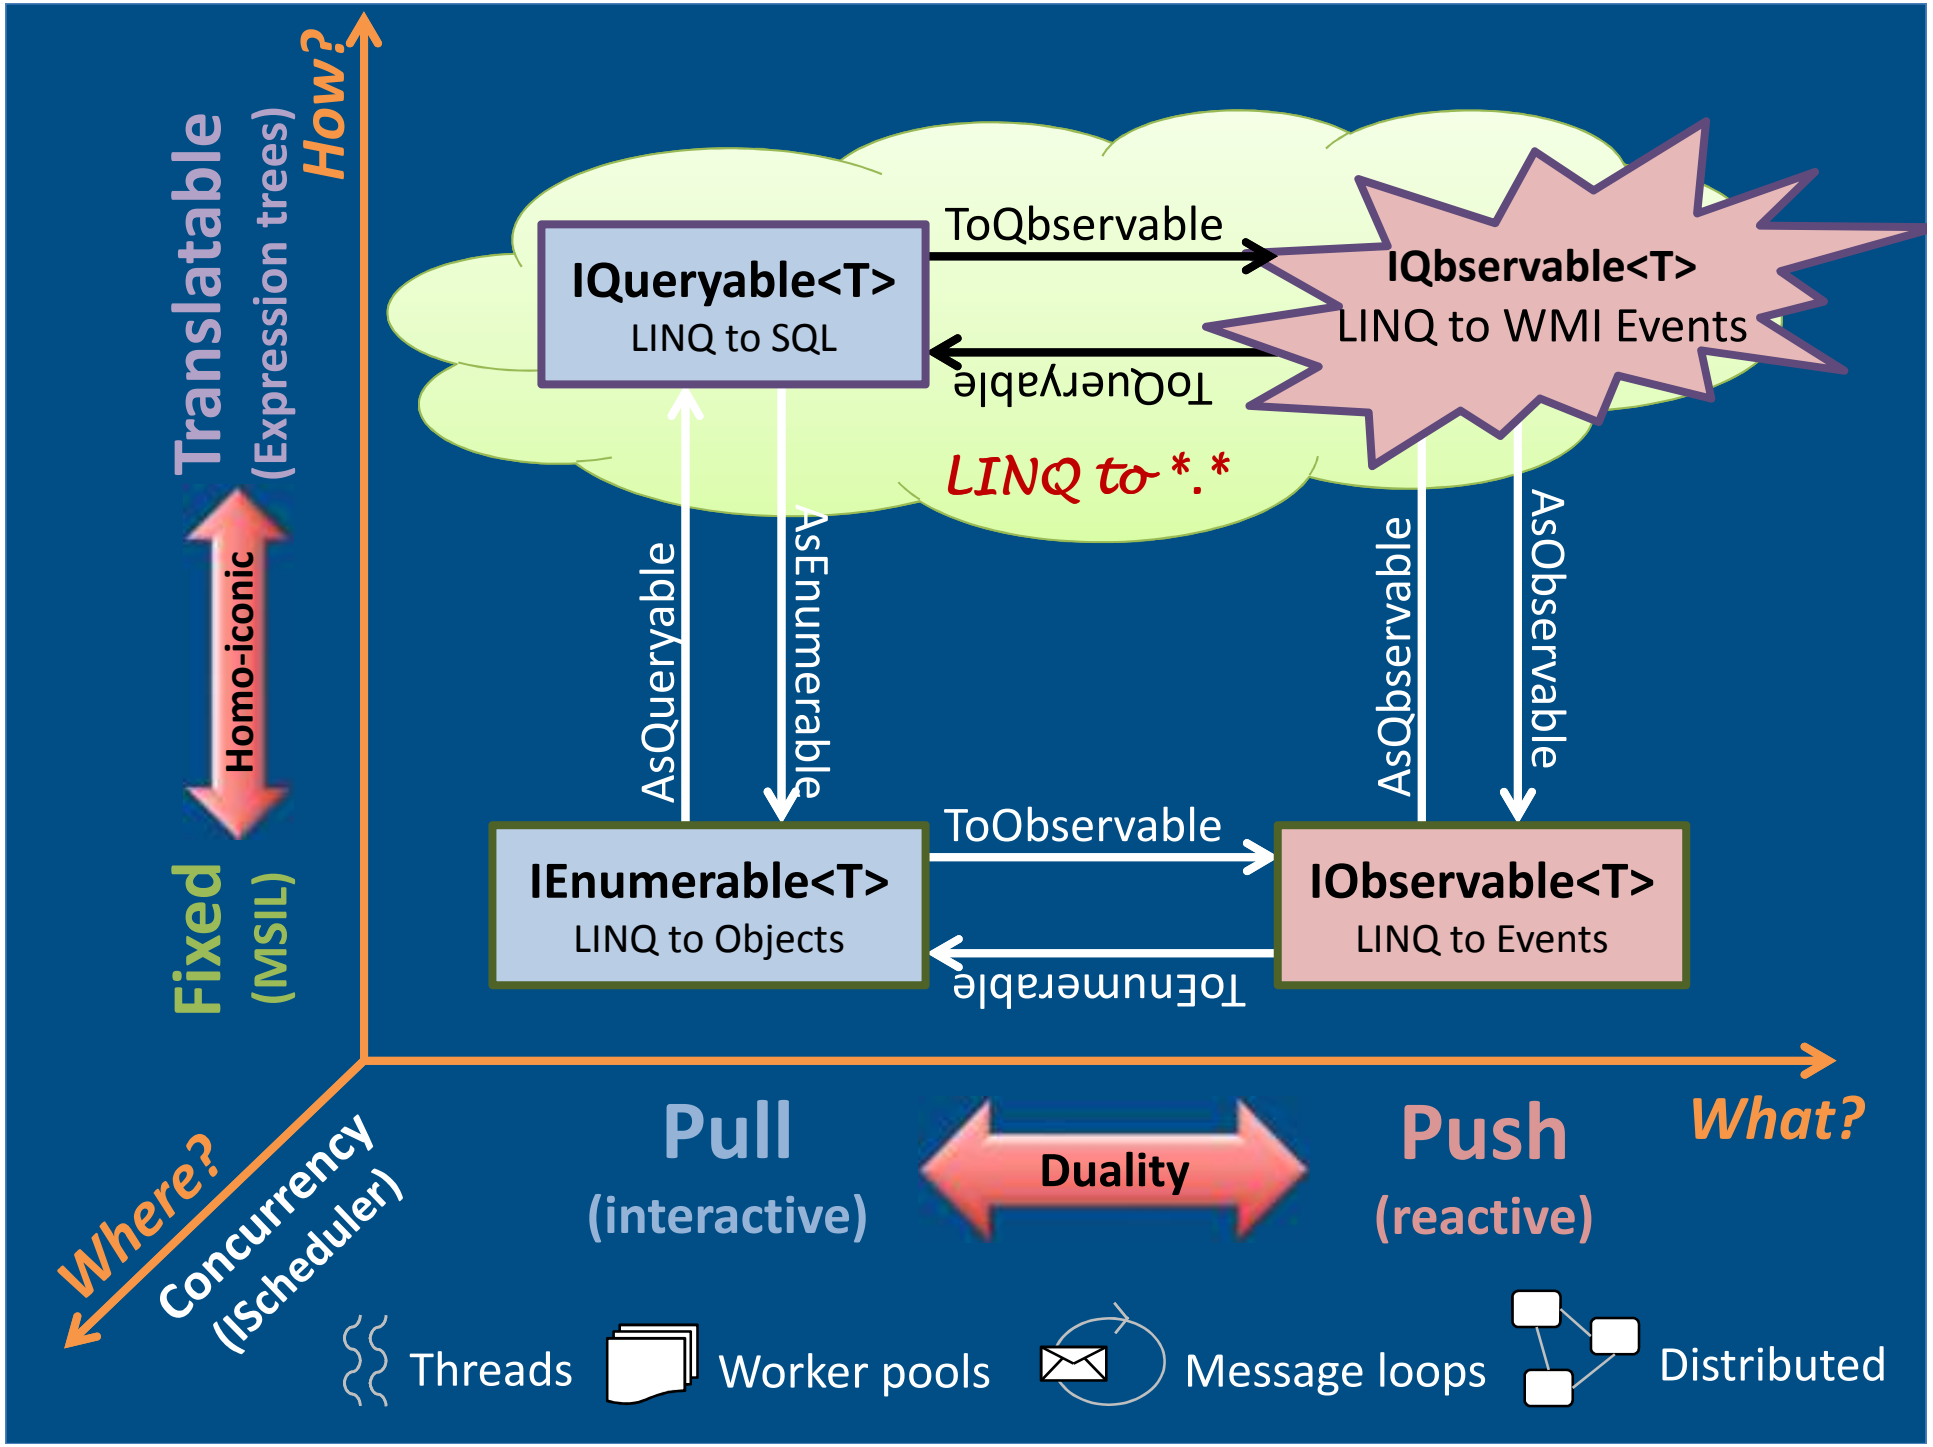 How?
Translatable
(Expression trees)
Homo-iconic
Fixed
(MSIL)
IQueryable<T>
LINQ to SQL
ToQbservable
ToQueryable
IQbservable<T>
LINQ to WMI Events
LINQ to *.*
AsQueryable
AsEnumerable
AsQbservable
AsObservable
IEnumerable<T>
LINQ to Objects
ToObservable
ToEnumerable
IObservable<T>
LINQ to Events
What?
Pull
(interactive)
Duality
Push
(reactive)
Where?
Concurrency
(IScheduler)
Threads
Worker pools
Message loops
Distributed